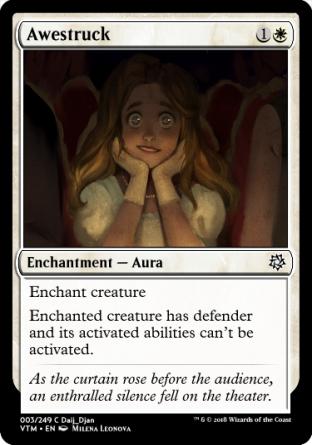 Awestruck 1
Enchantment — Aura
Enchant creature
Enchanted creature has defender
and its activated abilities can't be
activated.
As the curtain rose before the audience,
an enthralled silence fell on the theater.
003/249 C Daij_Djan
VTM • EN Milena Leonova
™ & © 2018 Wizards of the Coast